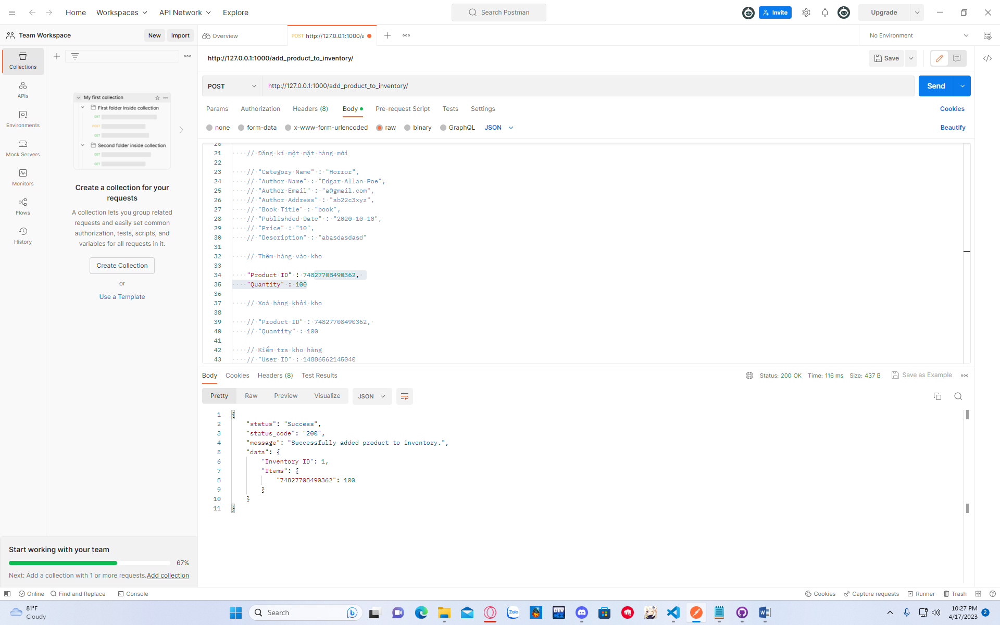 Home
Workspaces
API Network
Explore
Search Postman
Invite
Upgrade
Team Workspace
New
Import
Overview
POST http://127.0.0.1:1000/a
No Environment
http://127.0.0.1:1000/add_product_to_inventory/
Save
Collections
APIs
Environments
Mock Servers
Monitors
Flows
History
My first collection
First folder inside collection
GET
POST
GET
Second folder inside collection
GET
GET
Create a collection for your
requests
A collection lets you group related
requests and easily set common
authorization, tests, scripts, and
variables for all requests in it.
Create Collection
or
Use a Template
POST
http://127.0.0.1:1000/add_product_to_inventory/
Send
Params
Authorization
Headers (8)
Body
Pre-request Script
Tests
Settings
Cookies
none
form-data
x-www-form-urlencoded
raw
binary
GraphQL
JSON
Beautify
20
21 // Đăng kí một mặt hàng mới
22
23 // "Category Name" : "Horror",
24 // "Author Name" : "Edgar Allan Poe",
25 // "Author Email" : "a@gmail.com",
26 // "Author Address" : "ab22c3xyz",
27 // "Book Title" : "book",
28 // "Publishded Date" : "2020-10-10",
29 // "Price" : "10",
30 // "Description" : "abasdasdasd"
31
32 // Thêm hàng vào kho
33
34 "Product ID" : 74827708490362,
35 "Quantity" : 100
36
37 // Xoá hàng khỏi kho
38
39 // "Product ID" : 74827708490362,
40 // "Quantity" : 100
41
42 // Kiểm tra kho hàng
43 // "User ID" : 14886562145040
Body
Cookies
Headers (8)
Test Results
Status: 200 OK
Time: 116 ms
Size: 437 B
Save as Example
Pretty
Raw
Preview
Visualize
JSON
1 {
2 "status": "Success",
3 "status_code": "200",
4 "message": "Successfully added product to inventory.",
5 "data": {
6 "Inventory ID": 1,
7 "Items": {
8 "74827708490362": 100
9 }
10 }
11 }
Start working with your team
67%
Next: Add a collection with 1 or more requests. Add collection
Online
Find and Replace
Console
Cookies
Capture requests
Runner
Trash
81°F
Cloudy
Search
Zalo
DEV
10:27 PM
4/17/2023
2